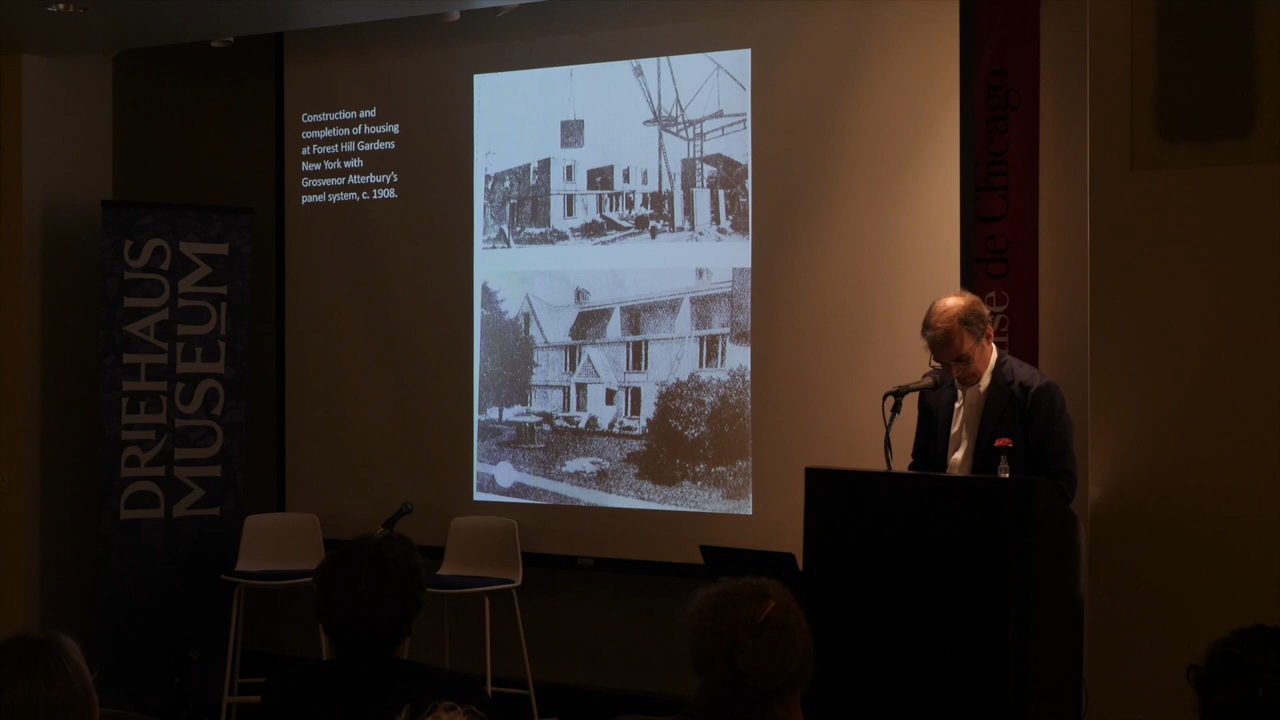 Construction and
completion of housing
at Forest Hill Gardens
New York with
Grosvenor Atterbury's
panel system, c. 1908.
DRIEHAUS
MUSEUM
de Chicago